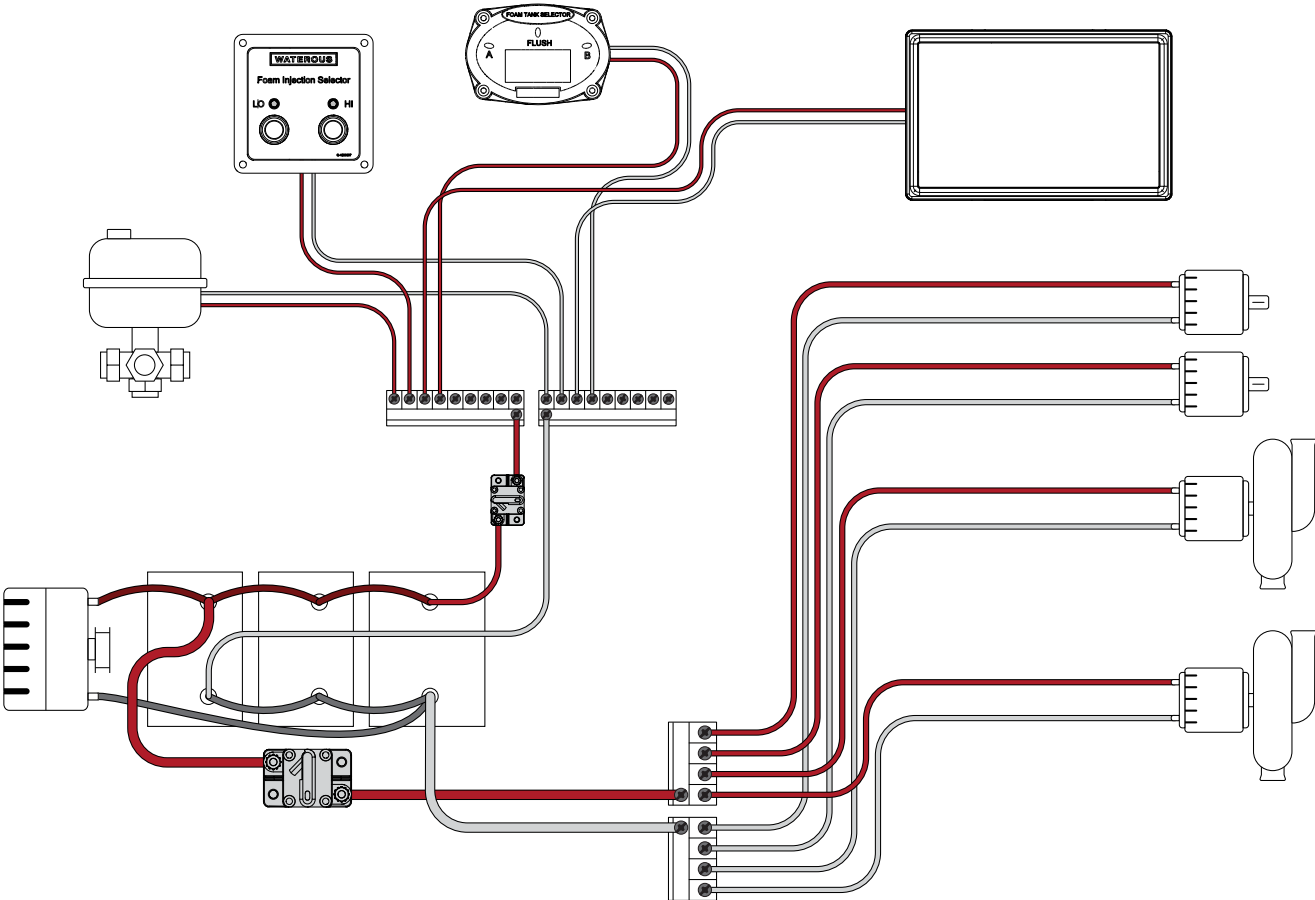 FOAM TANK SELECTOR
FLUSH
A
B
WATEROUS
Foam Injection Selector
LO
HI